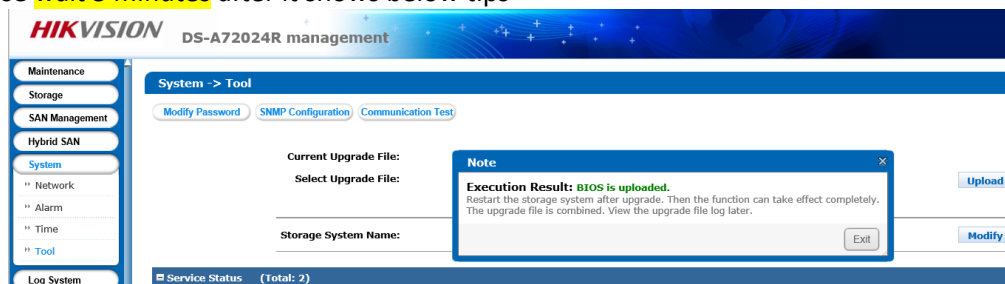 wait 5 minutes after it shows below tips
HIKVISION DS-A72024R management
Maintenance
Storage
SAN Management
Hybrid SAN
System
Network
Alarm
Time
Tool
Log System
System -> Tool
Modify Password SNMP Configuration Communication Test
Current Upgrade File:
Select Upgrade File:
Upload
Note
Execution Result: BIOS is uploaded.
Restart the storage system after upgrade. Then the function can take effect completely.
The upgrade file is combined. View the upgrade file log later.
Exit
Storage System Name:
Modify
Service Status (Total: 2)